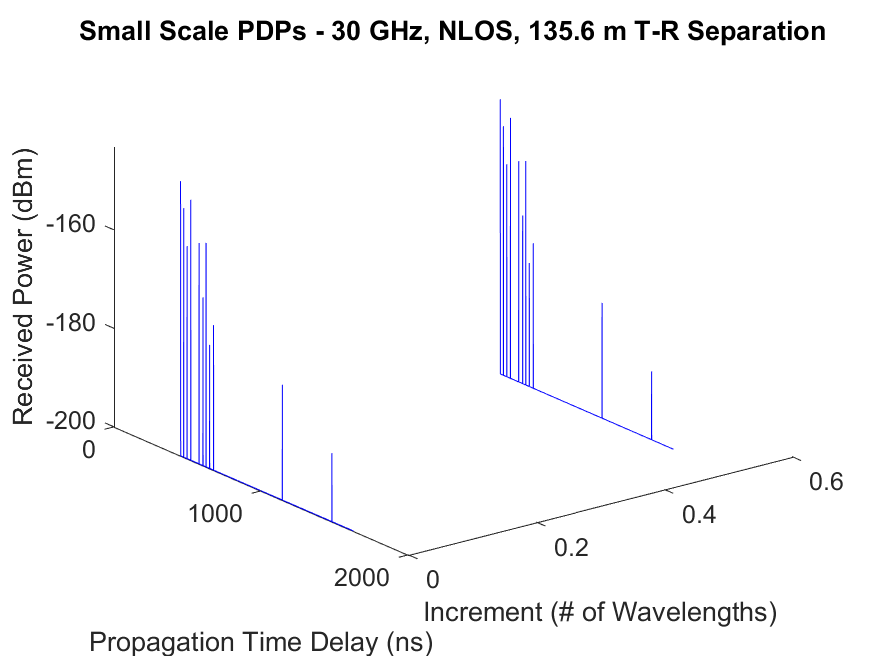 Small Scale PDPs - 30 GHz, NLOS, 135.6 m T-R Separation
Received Power (dBm)
-160
-180
-200
0
1000
2000
Propagation Time Delay (ns)
0
0.2
0.4
0.6
Increment (# of Wavelengths)